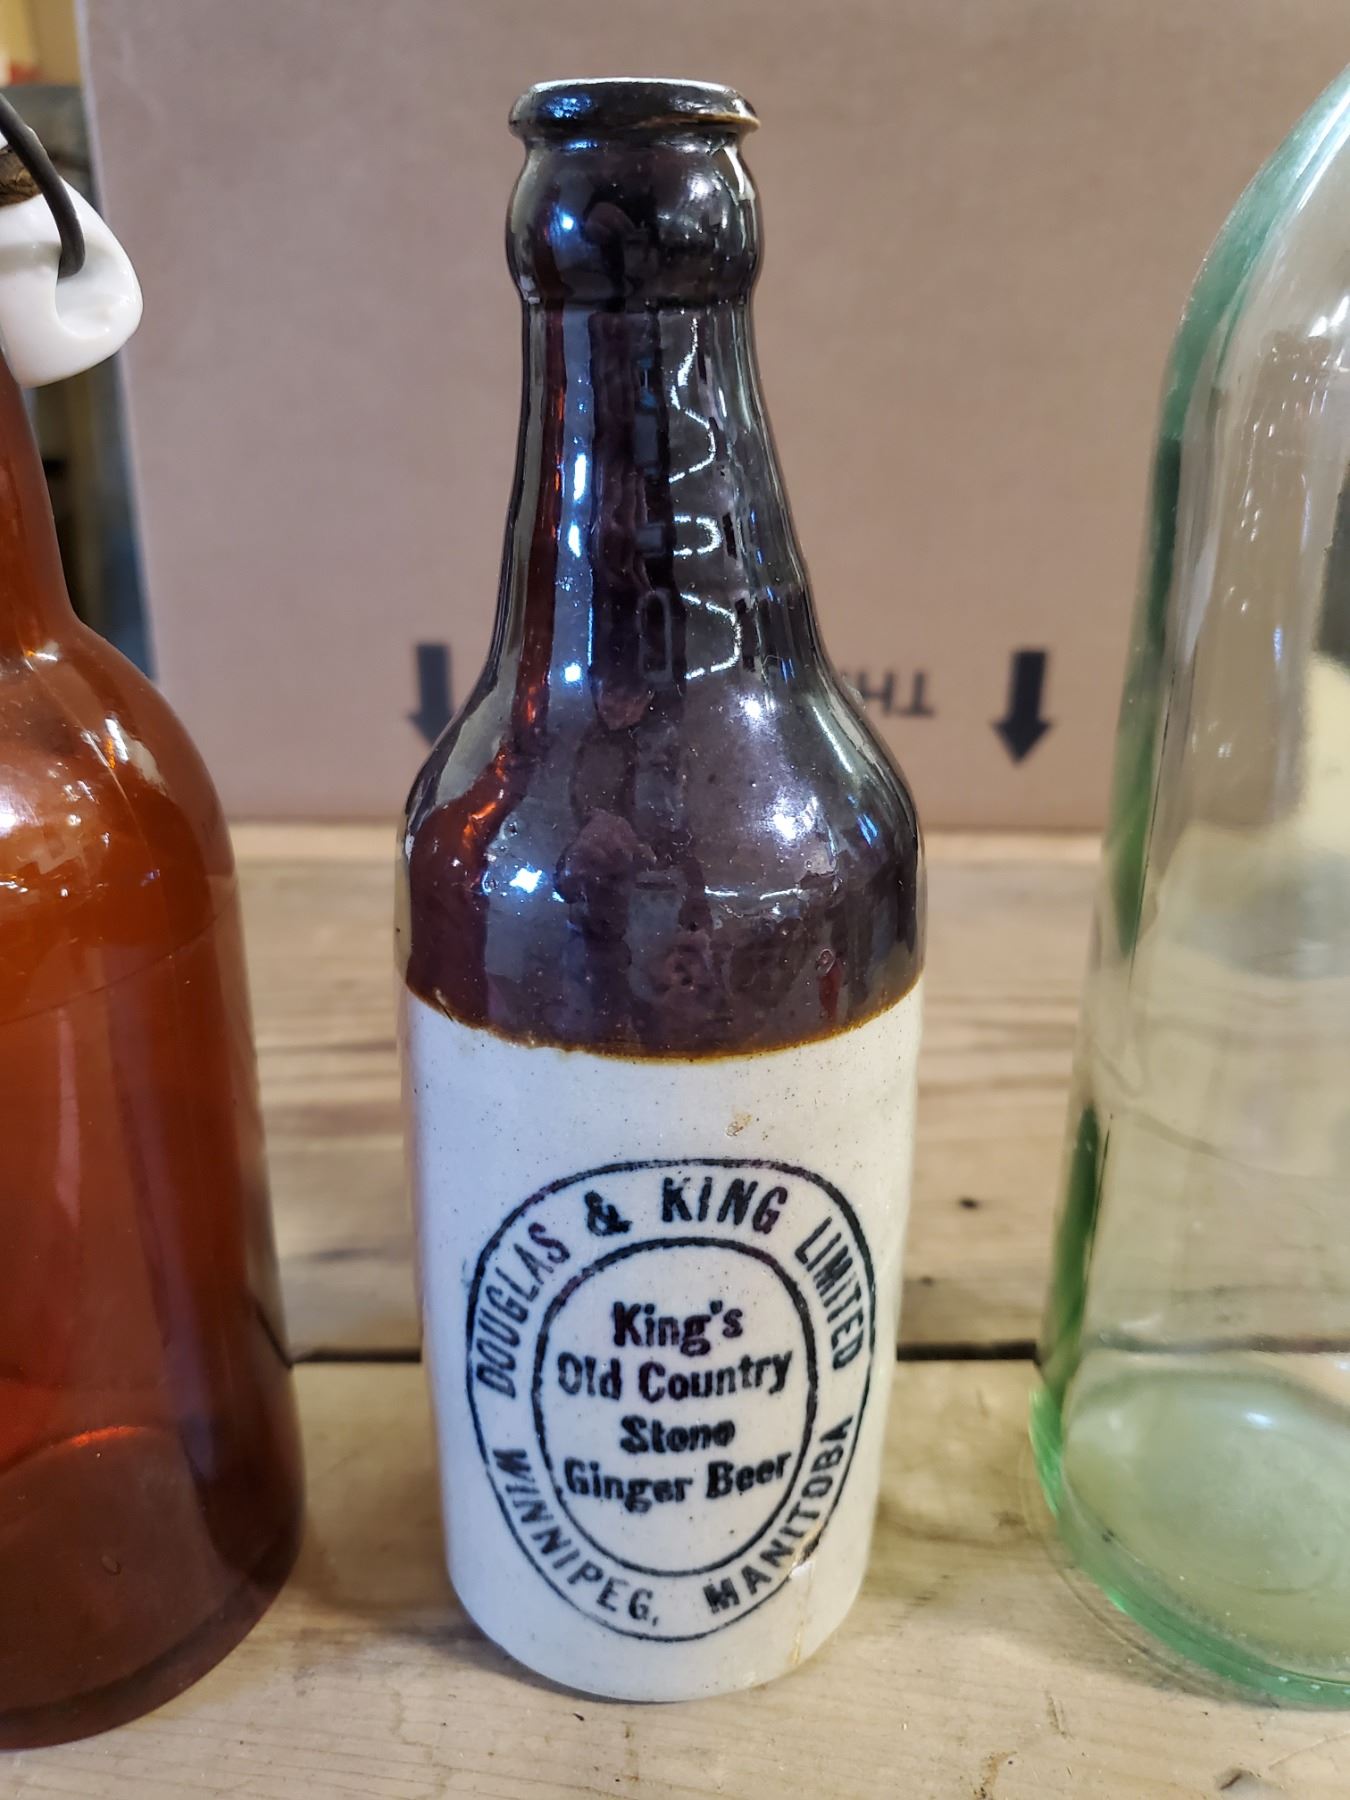 DOUGLAS & KING LIMITED
King's
Old Country
Stone
Ginger Beer
WINNIPEG, MANITOBA